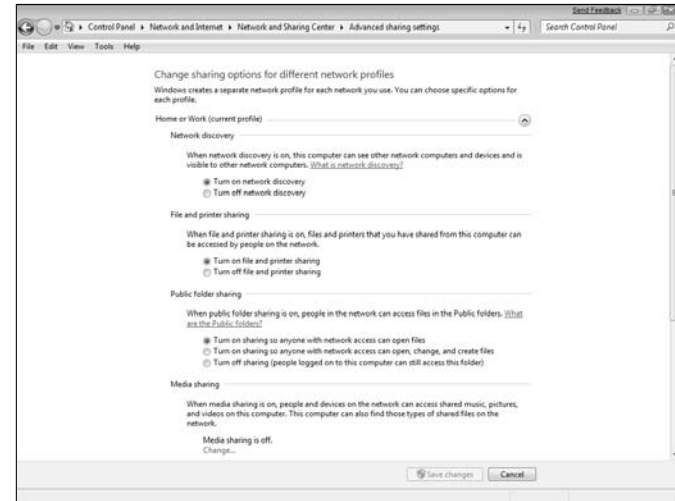 Send Feedback
Control Panel ▸ Network and Internet ▸ Network and Sharing Center ▸ Advanced sharing settings
Search Control Panel
File Edit View Tools Help
Change sharing options for different network profiles
Windows creates a separate network profile for each network you use. You can choose specific options for
each profile.
Home or Work (current profile)
Network discovery
When network discovery is on, this computer can see other network computers and devices and is
visible to other network computers. What is network discovery?
Turn on network discovery
Turn off network discovery
File and printer sharing
When file and printer sharing is on, files and printers that you have shared from this computer can
be accessed by people on the network.
Turn on file and printer sharing
Turn off file and printer sharing
Public folder sharing
When public folder sharing is on, people in the network can access files in the Public folders. What
are the Public folders?
Turn on sharing so anyone with network access can open files
Turn on sharing so anyone with network access can open, change, and create files
Turn off sharing (people logged on to this computer can still access this folder)
Media sharing
When media sharing is on, people and devices on the network can access shared music, pictures,
and videos on this computer. This computer can also find those types of shared files on the
network.
Media sharing is off.
Change...
Save changes
Cancel